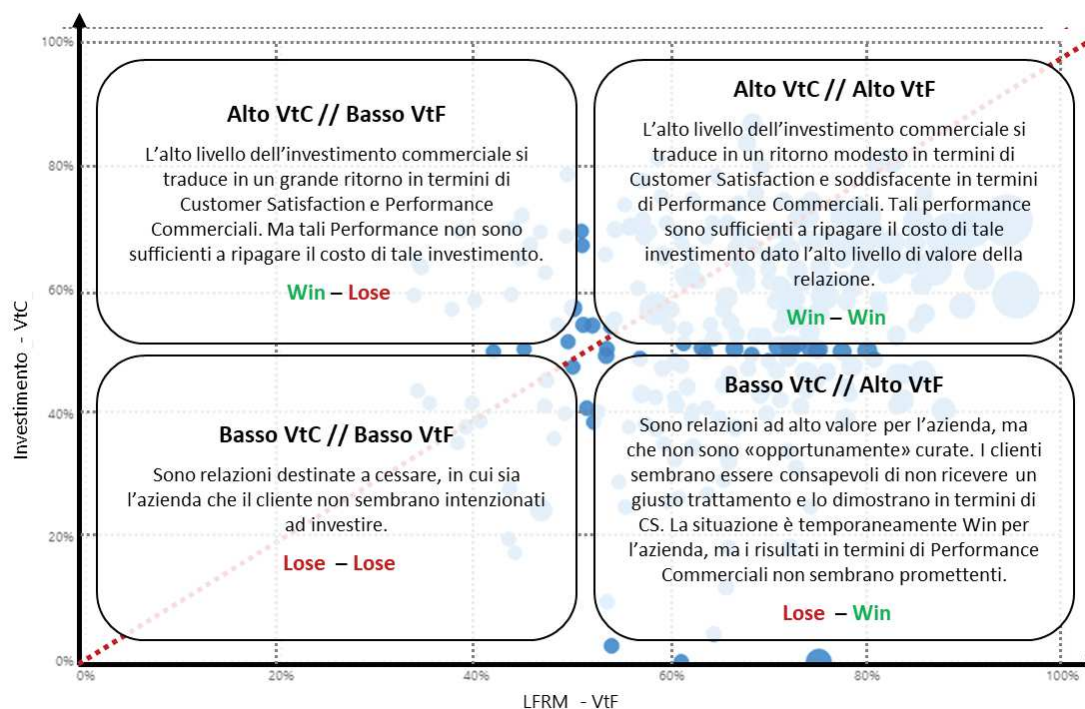 100%
80%
60%
40%
20%
0%
Investimento - VtC
Alto VtC // Basso VtF
L’alto livello dell’investimento commerciale si
traduce in un grande ritorno in termini di
Customer Satisfaction e Performance
Commerciali. Ma tali Performance non sono
sufficienti a ripagare il costo di tale investimento.
Win – Lose
Alto VtC // Alto VtF
L’alto livello dell’investimento commerciale si
traduce in un ritorno modesto in termini di
Customer Satisfaction e soddisfacente in termini
di Performance Commerciali. Tali performance
sono sufficienti a ripagare il costo di tale
investimento dato l’alto livello di valore della
relazione.
Win – Win
Basso VtC // Basso VtF
Sono relazioni destinate a cessare, in cui sia
l’azienda che il cliente non sembrano intenzionati
ad investire.
Lose – Lose
Basso VtC // Alto VtF
Sono relazioni ad alto valore per l’azienda, ma
che non sono «opportunamente» curate. I clienti
sembrano essere consapevoli di non ricevere un
giusto trattamento e lo dimostrano in termini di
CS. La situazione è temporaneamente Win per
l’azienda, ma i risultati in termini di Performance
Commerciali non sembrano promettenti.
Lose – Win
0%
20%
40%
60%
80%
100%
LFRM - VtF